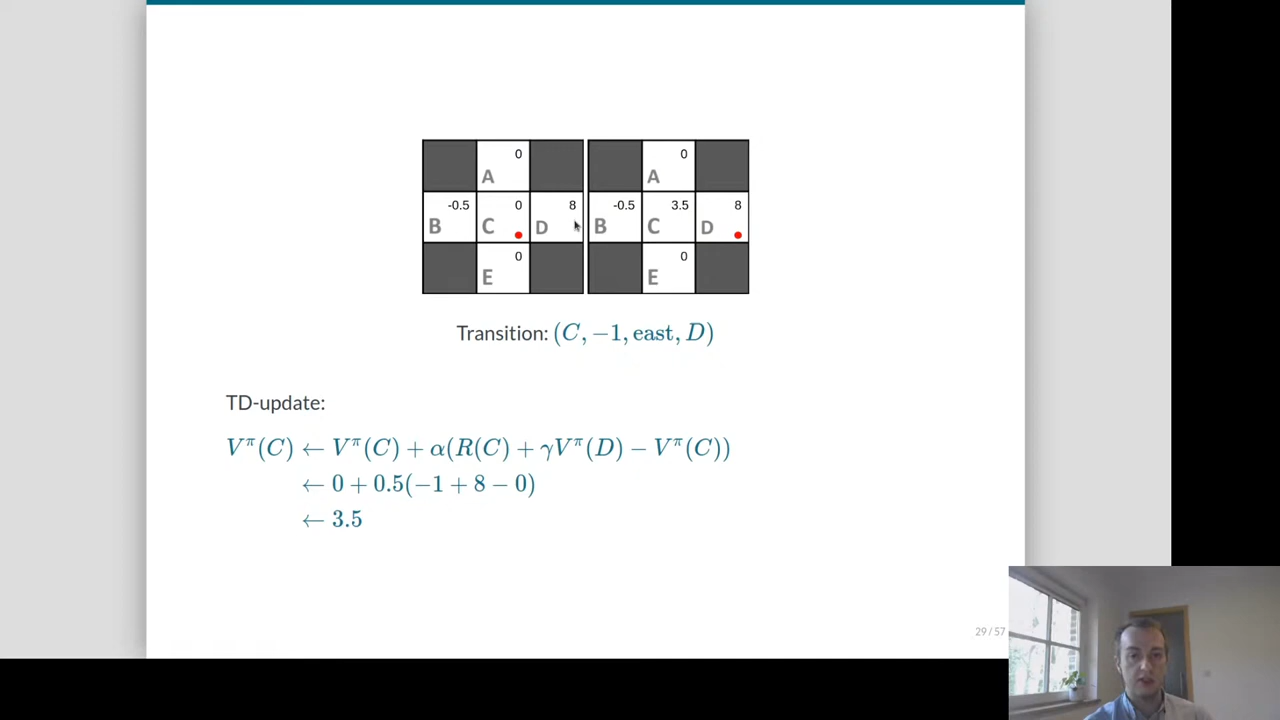 0 0
A A
-0.5 0 8 -0.5 3.5 8
B C D B C D
0 0
E E
Transition: (C, −1, east, D)
TD-update:
V^π(C) ← V^π(C) + α(R(C) + γV^π(D) − V^π(C))
← 0 + 0.5(−1 + 8 − 0)
← 3.5
29 / 57